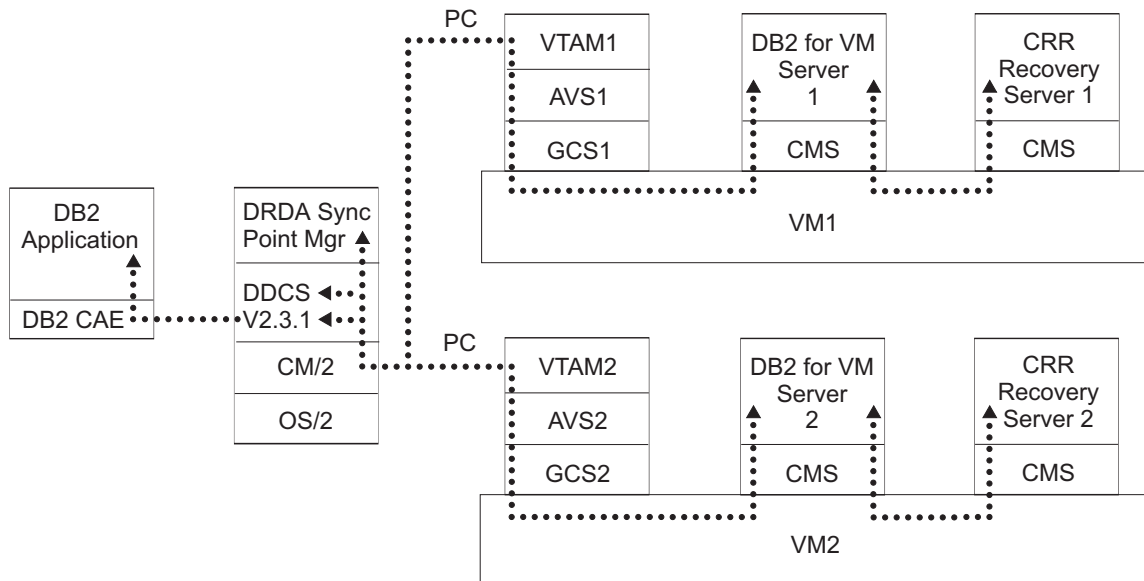 DB2
Application
DB2 CAE
DRDA Sync
Point Mgr
DDCS
V2.3.1
CM/2
OS/2
PC
VTAM1
AVS1
GCS1
DB2 for VM
Server
1
CMS
CRR
Recovery
Server 1
CMS
VM1
PC
VTAM2
AVS2
GCS2
DB2 for VM
Server
2
CMS
CRR
Recovery
Server 2
CMS
VM2